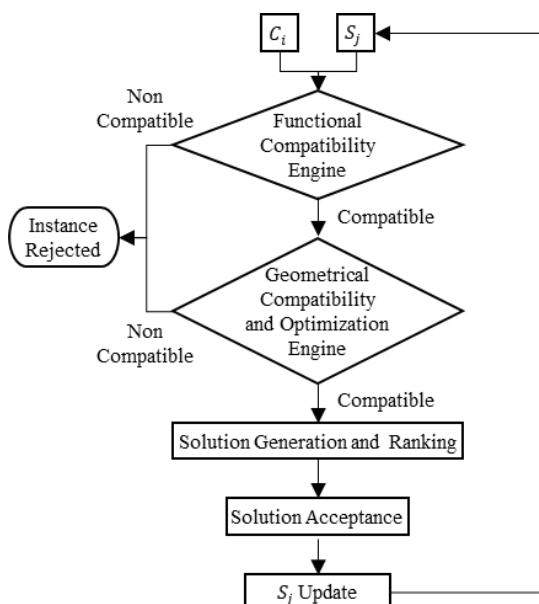 C_i
S_j
Non
Compatible
Functional
Compatibility
Engine
Instance
Rejected
Compatible
Geometrical
Compatibility
and Optimization
Engine
Non
Compatible
Compatible
Solution Generation and Ranking
Solution Acceptance
S_j Update